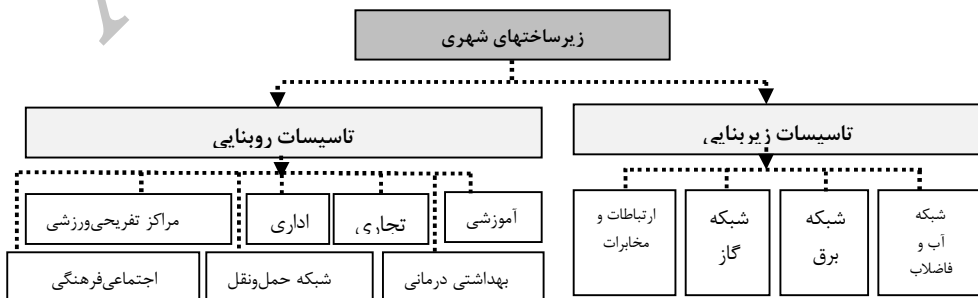 زیرساختهای شهری
تاسیسات زیربنایی
تاسیسات روبنایی
شبکه
آب و
فاضلاب
شبکه
برق
شبکه
گاز
ارتباطات و
مخابرات
آموزشی
تجاری
اداری
مراکز تفریحی‌ورزشی
بهداشتی درمانی
شبکه حمل‌ونقل
اجتماعی‌فرهنگی